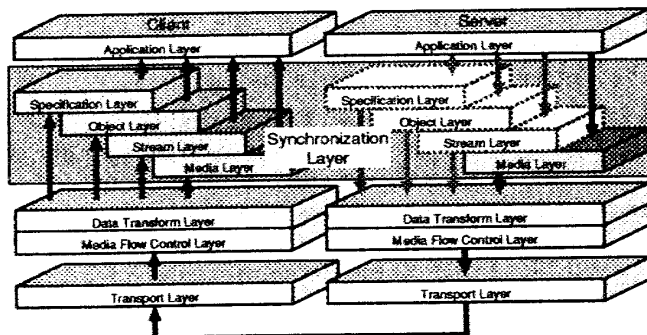 Client
Server
Application Layer
Application Layer
Specification Layer
Specification Layer
Object Layer
Object Layer
Stream Layer
Stream Layer
Synchronization
Layer
Media Layer
Media Layer
Data Transform Layer
Data Transform Layer
Media Flow Control Layer
Media Flow Control Layer
Transport Layer
Transport Layer